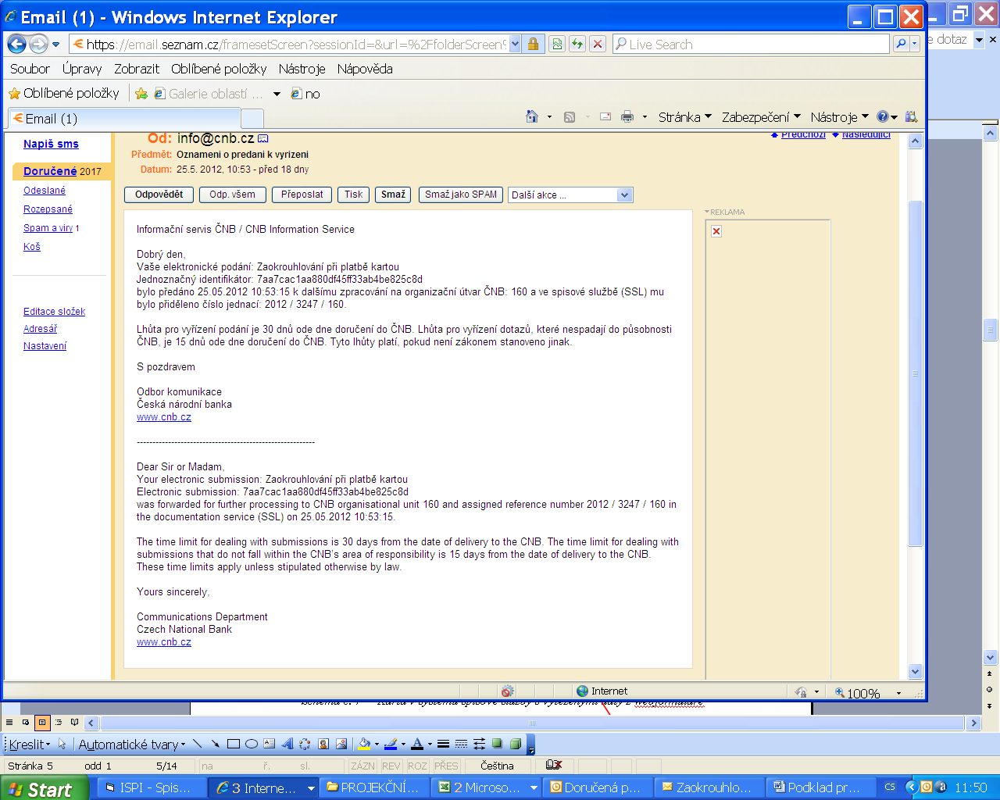 Email (1) - Windows Internet Explorer
https://email.seznam.cz/framesetScreen?sessionId=&url=%2FfolderScreen%
Live Search
e dotaz
Soubor Úpravy Zobrazit Oblíbené položky Nástroje Nápověda
Oblíbené položky Galerie oblastí ... no
Email (1)
Stránka Zabezpečení Nástroje
Napiš sms
Doručené 2017
Odeslané
Rozepsané
Spam a viry 1
Koš
Editace složek
Adresář
Nastavení
Od: info@cnb.cz
Předchozí Následující
Předmět: Oznameni o predani k vyrizeni
Datum: 25.5. 2012, 10:53 - před 18 dny
Odpovědět Odp. všem Přeposlat Tisk Smaž Smaž jako SPAM Další akce ...
REKLAMA
Informační servis ČNB / CNB Information Service
Dobrý den,
Vaše elektronické podání: Zaokrouhlování při platbě kartou
Jednoznačný identifikátor: 7aa7cac1aa880df45ff33ab4be825c8d
bylo předáno 25.05.2012 10:53:15 k dalšímu zpracování na organizační útvar ČNB: 160 a ve spisové službě (SSL) mu
bylo přiděleno číslo jednací: 2012 / 3247 / 160.
Lhůta pro vyřízení podání je 30 dnů ode dne doručení do ČNB. Lhůta pro vyřízení dotazů, které nespadají do působnosti
ČNB, je 15 dnů ode dne doručení do ČNB. Tyto lhůty platí, pokud není zákonem stanoveno jinak.
S pozdravem
Odbor komunikace
Česká národní banka
www.cnb.cz
---------------------------------------------------------
Dear Sir or Madam,
Your electronic submission: Zaokrouhlování při platbě kartou
Electronic submission: 7aa7cac1aa880df45ff33ab4be825c8d
was forwarded for further processing to CNB organisational unit 160 and assigned reference number 2012 / 3247 / 160 in
the documentation service (SSL) on 25.05.2012 10:53:15.
The time limit for dealing with submissions is 30 days from the date of delivery to the CNB. The time limit for dealing with
submissions that do not fall within the CNB's area of responsibility is 15 days from the date of delivery to the CNB.
These time limits apply unless stipulated otherwise by law.
Yours sincerely,
Communications Department
Czech National Bank
www.cnb.cz
Internet
100%
Kreslit Automatické tvary
Stránka 5 odd 1 5/14 na ř. sl. ZÁZN REV ROZ PŘES Čeština
Start ISPI - Spis... 3 Interne... PROJEKČNÍ... 2 Microso... Doručená p... Zaokrouhlo... Podklad pr... CS 11:50